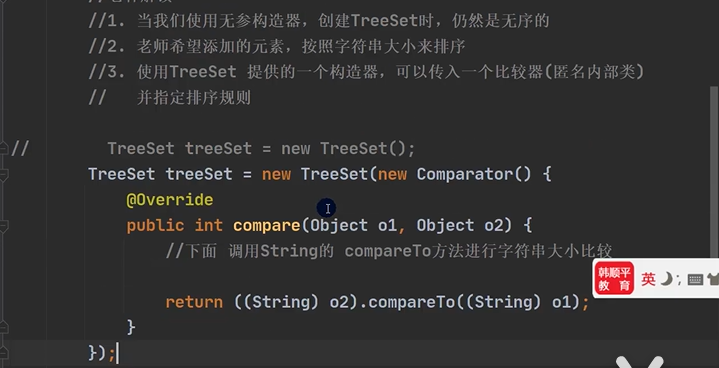 //1. 当我们使用无参构造器，创建TreeSet时，仍然是无序的
//2. 老师希望添加的元素，按照字符串大小来排序
//3. 使用TreeSet 提供的一个构造器，可以传入一个比较器(匿名内部类)
//   并指定排序规则
//      TreeSet treeSet = new TreeSet();
TreeSet treeSet = new TreeSet(new Comparator() {
@Override
public int compare(Object o1, Object o2) {
//下面 调用String的 compareTo方法进行字符串大小比较
return ((String) o2).compareTo((String) o1);
}
});
韩顺平
教育
英